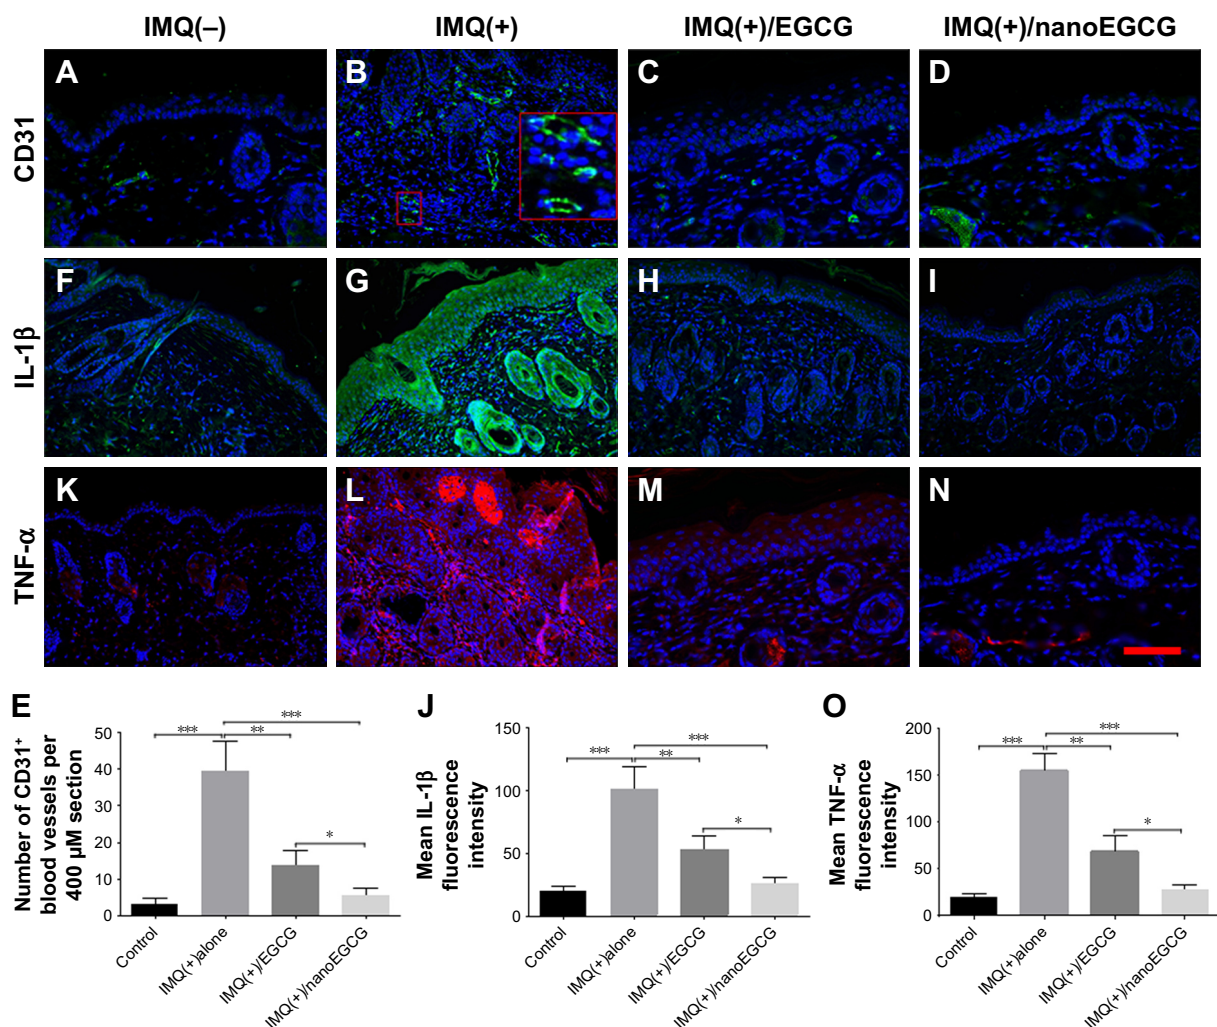 IMQ(–) IMQ(+) IMQ(+)/EGCG IMQ(+)/nanoEGCG
CD31
A B C D
IL-1β
F G H I
TNF-α
K L M N
E
Number of CD31⁺
blood vessels per
400 µM section
50
40
30
20
10
0
*** ** *** *
Control IMQ(+)alone IMQ(+)/EGCG IMQ(+)/nanoEGCG
J
Mean IL-1β
fluorescence
intensity
150
100
50
0
*** ** *** *
Control IMQ(+)alone IMQ(+)/EGCG IMQ(+)/nanoEGCG
O
Mean TNF-α
fluorescence
intensity
200
150
100
50
0
*** ** *** *
Control IMQ(+)alone IMQ(+)/EGCG IMQ(+)/nanoEGCG